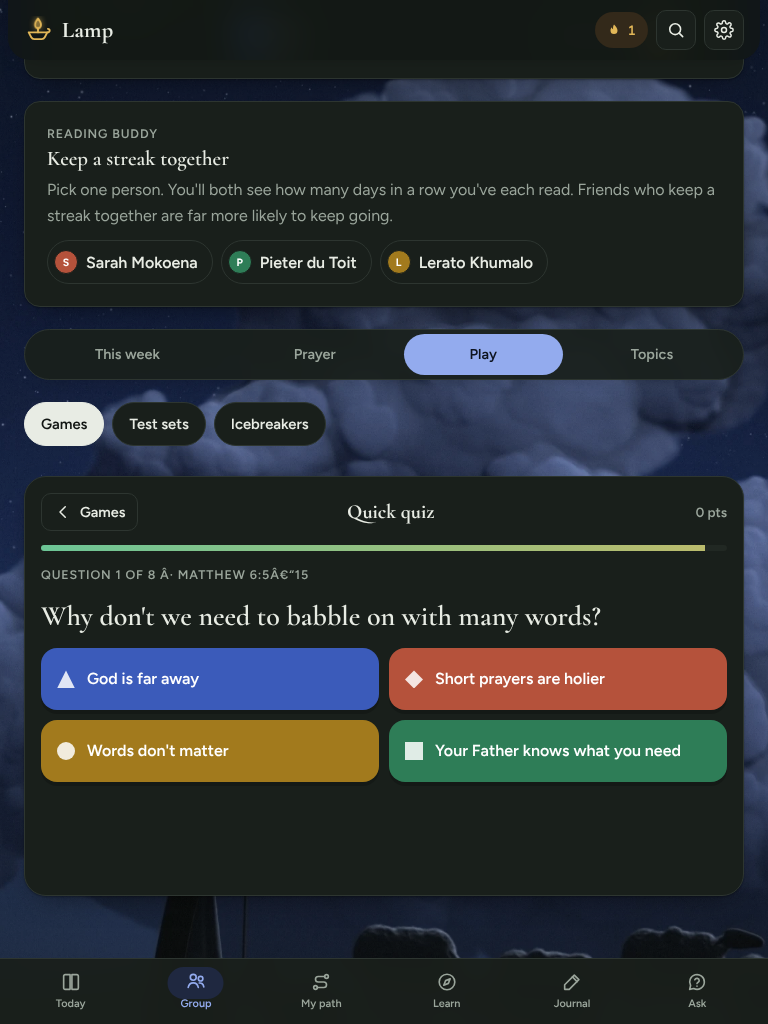 Lamp
1
READING BUDDY
Keep a streak together
Pick one person. You'll both see how many days in a row you've each read. Friends who keep a
streak together are far more likely to keep going.
S Sarah Mokoena P Pieter du Toit L Lerato Khumalo
This week Prayer Play Topics
Games Test sets Icebreakers
Games Quick quiz 0 pts
QUESTION 1 OF 8 Â· MATTHEW 6:5Â€“15
Why don't we need to babble on with many words?
God is far away Short prayers are holier
Words don't matter Your Father knows what you need
Today Group My path Learn Journal Ask